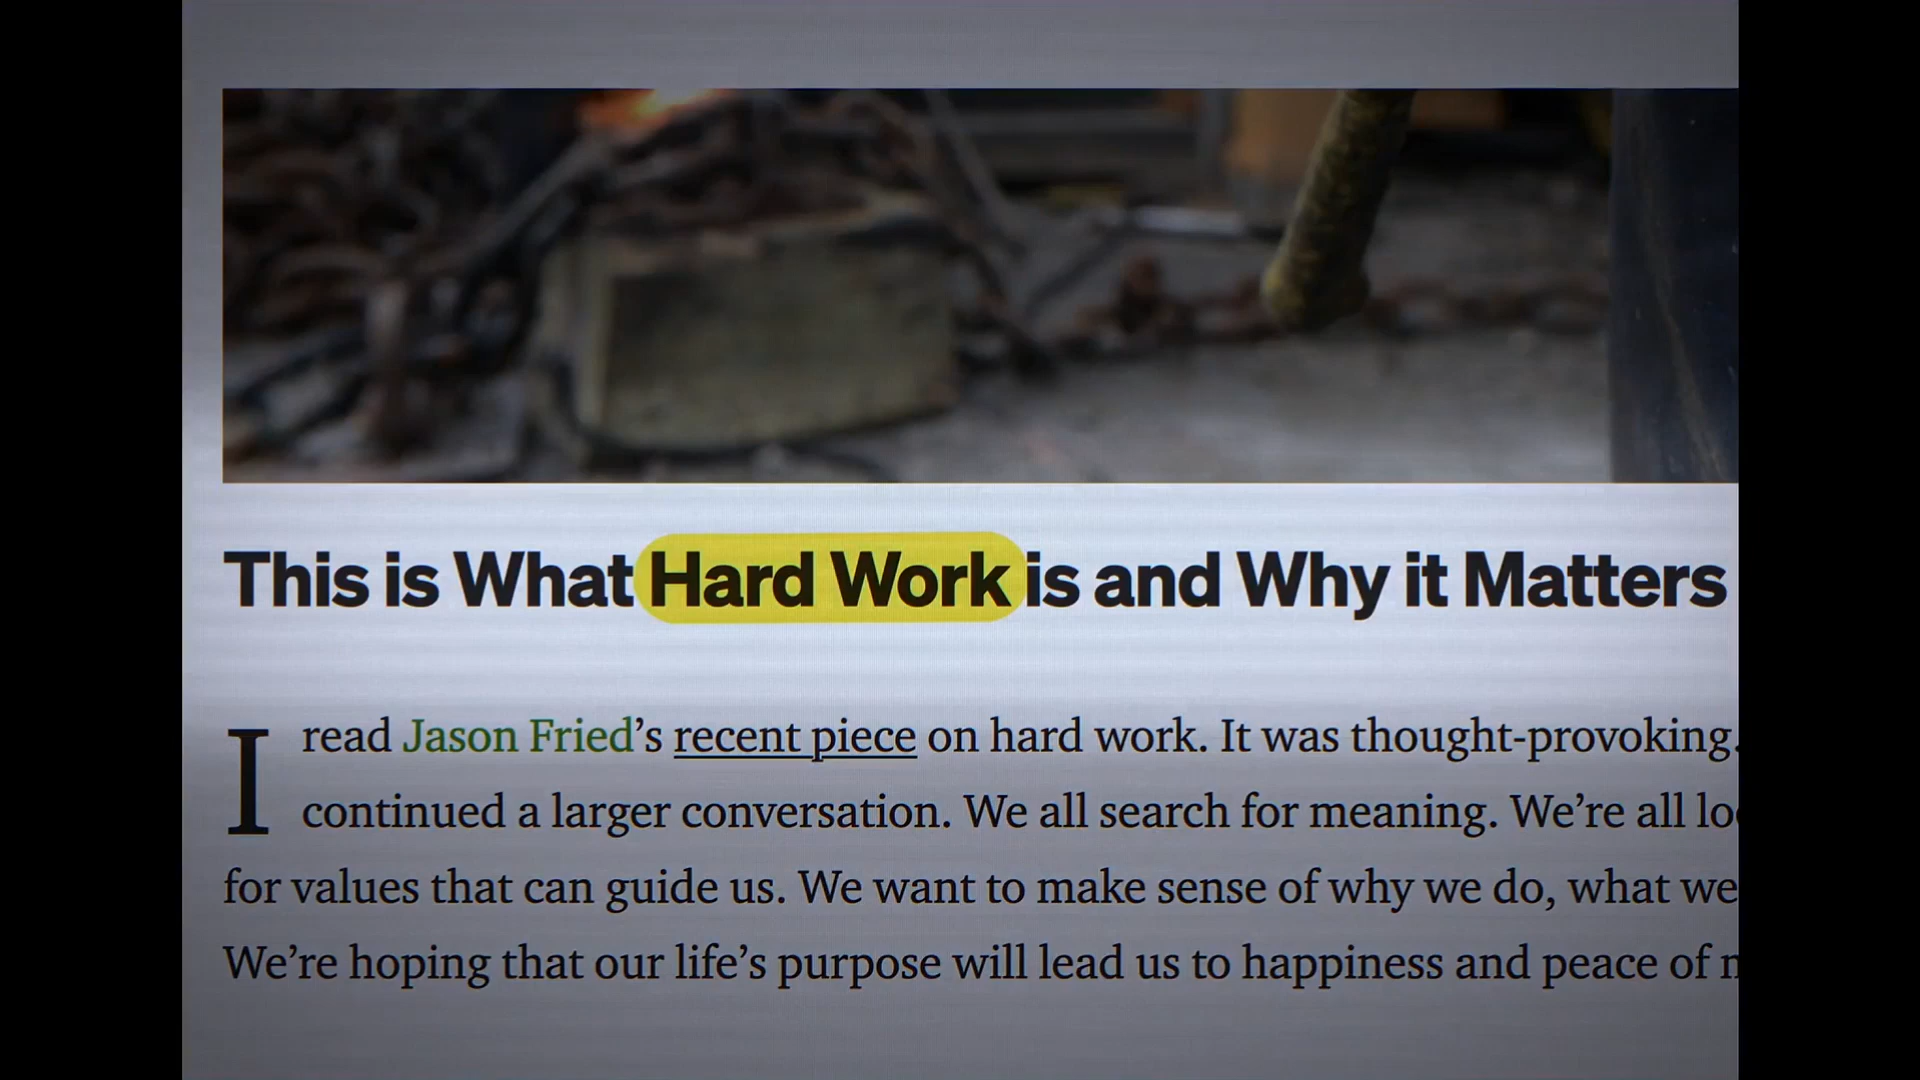 This is What Hard Work is and Why it Matters
I read Jason Fried’s recent piece on hard work. It was thought-provoking.
continued a larger conversation. We all search for meaning. We’re all
for values that can guide us. We want to make sense of why we do, what we
We’re hoping that our life’s purpose will lead us to happiness and peace of